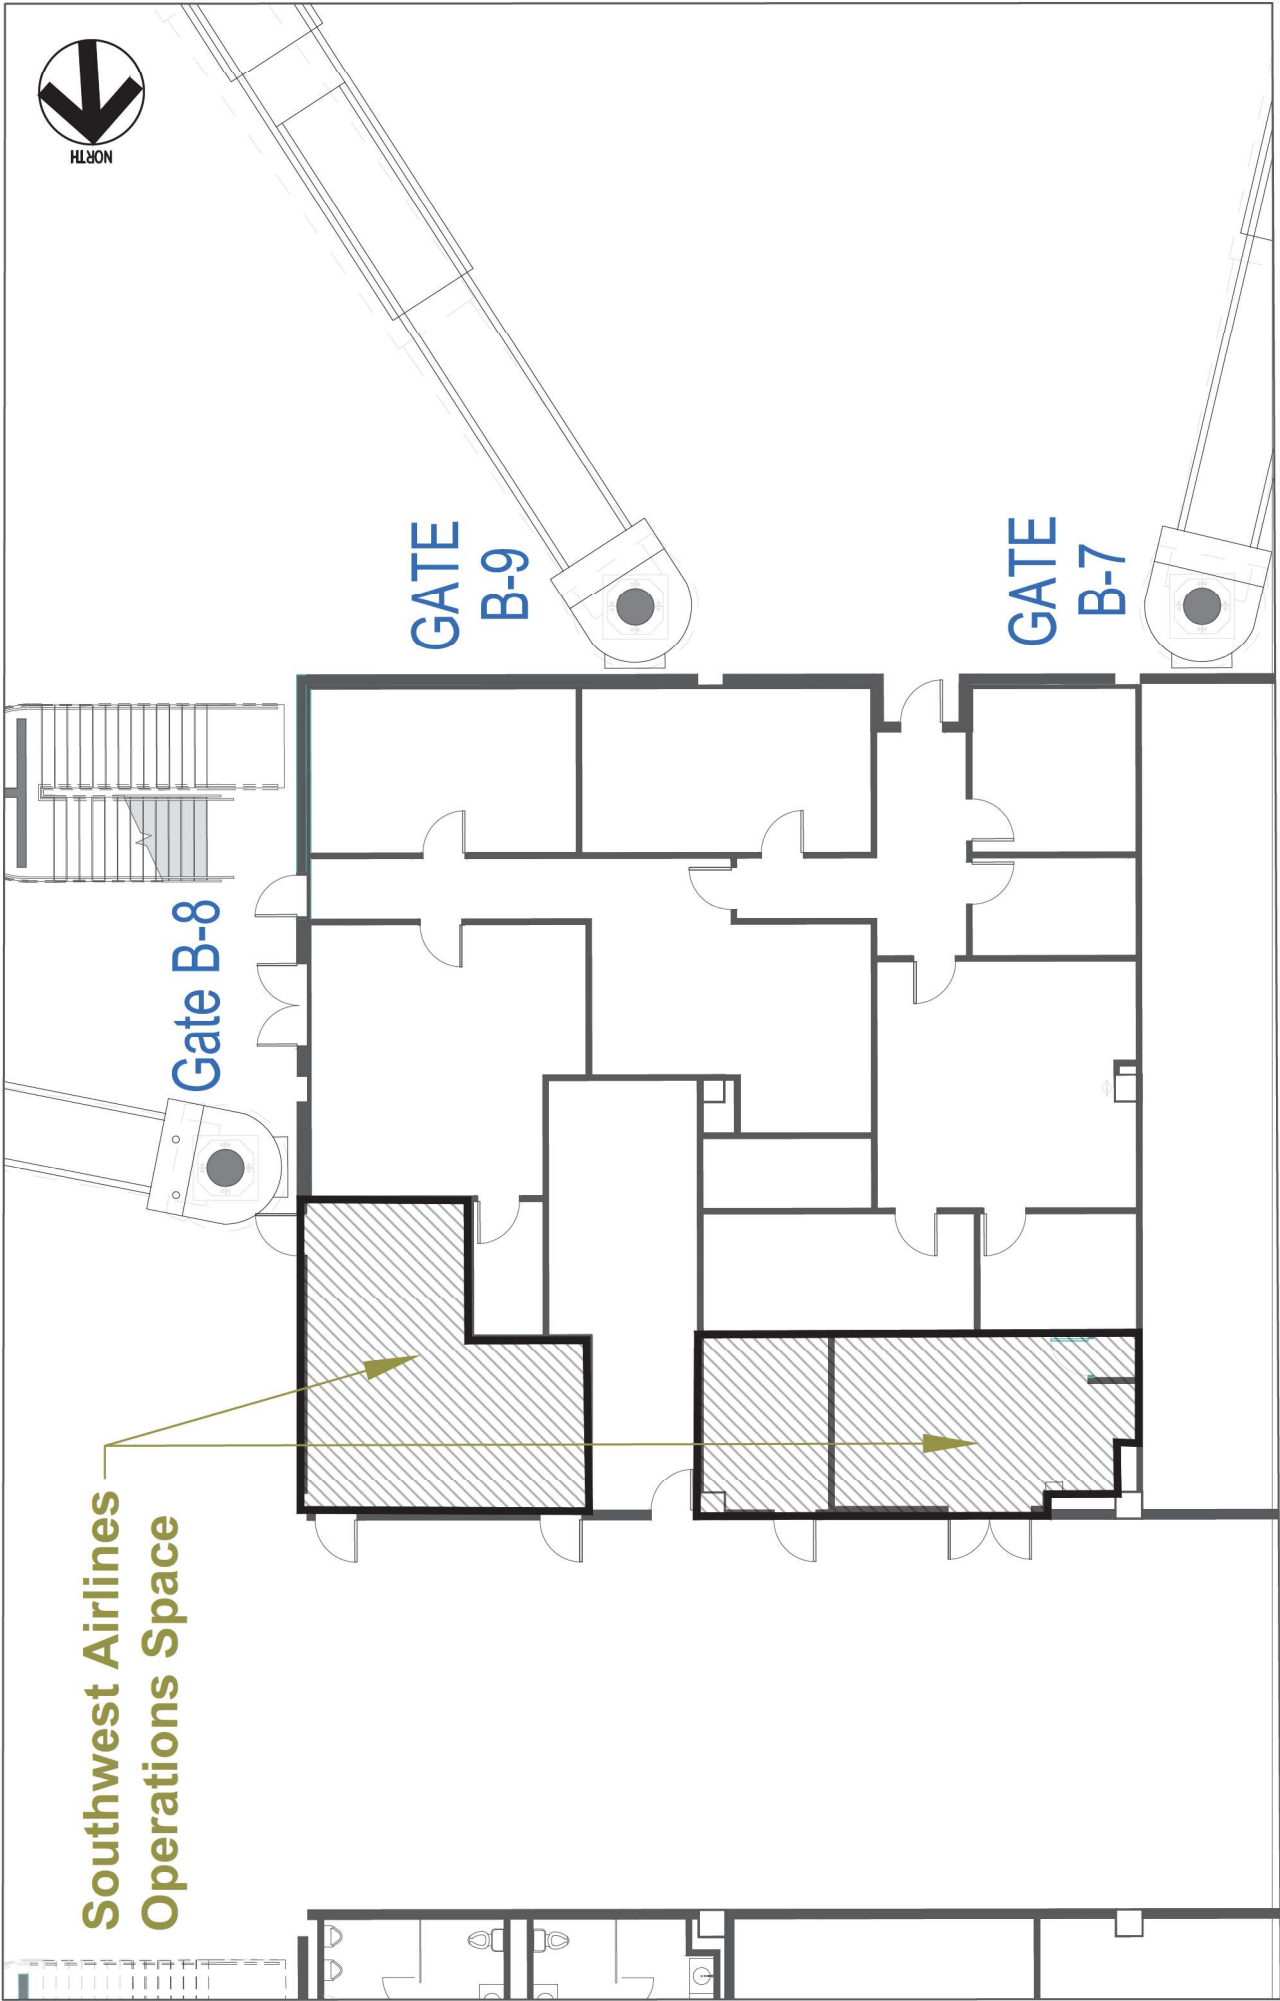 NORTH
GATE
B-9
GATE
B-7
Gate B-8
Southwest Airlines
Operations Space